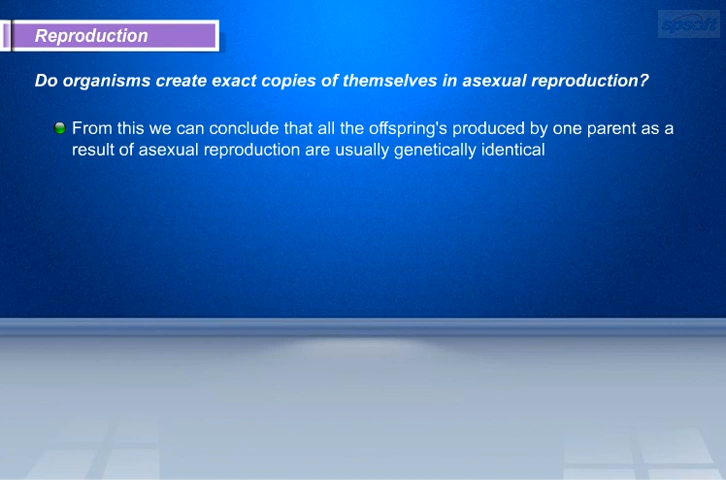 Reproduction
spsoft
Do organisms create exact copies of themselves in asexual reproduction?
From this we can conclude that all the offspring's produced by one parent as a
result of asexual reproduction are usually genetically identical